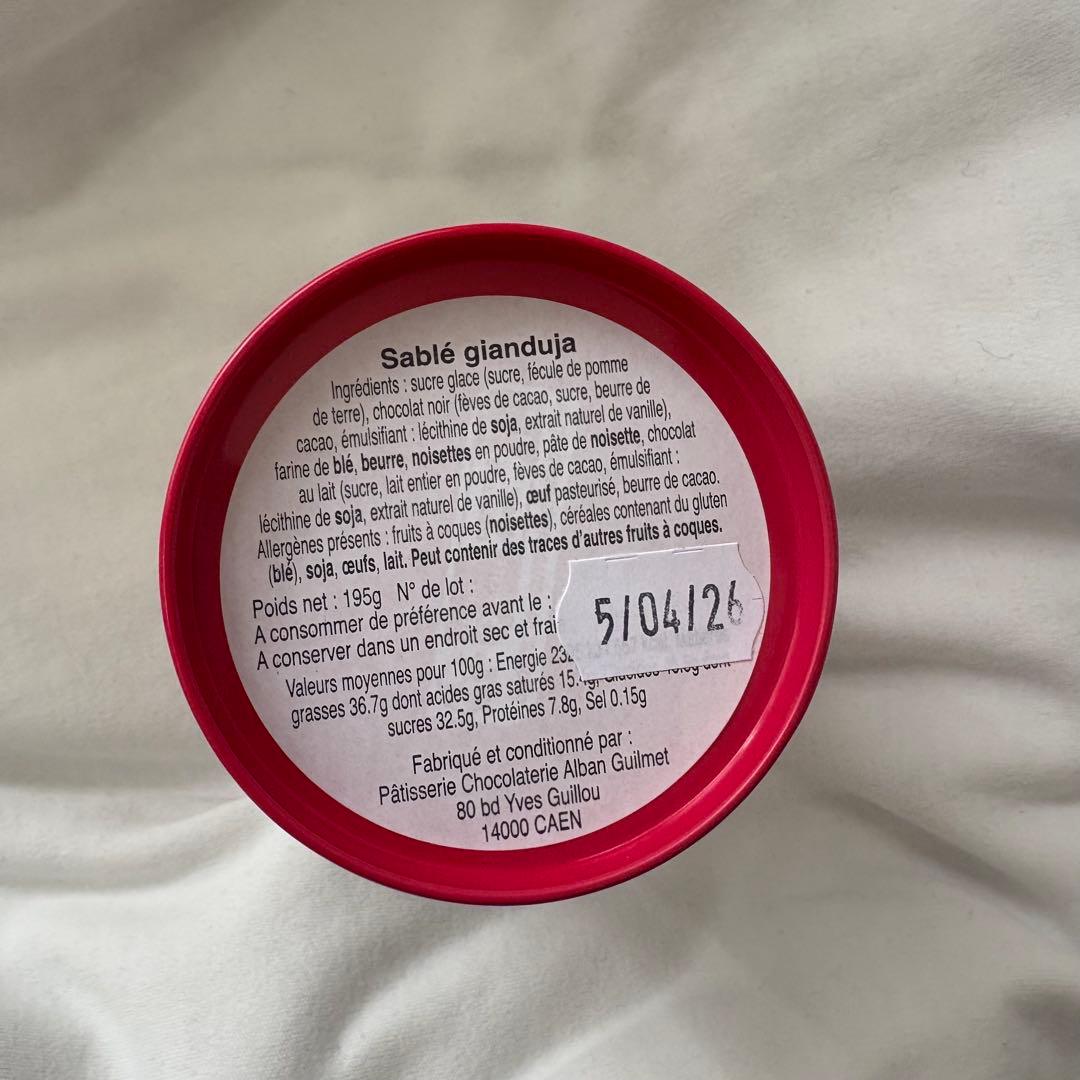 Sablé gianduja
Ingrédients : sucre glace (sucre, fécule de pomme
de terre), chocolat noir (fèves de cacao, sucre, beurre de
cacao, émulsifiant : lécithine de soja, extrait naturel de vanille),
farine de blé, beurre, noisettes en poudre, pâte de noisette, chocolat
au lait (sucre, lait entier en poudre, fèves de cacao, émulsifiant :
lécithine de soja, extrait naturel de vanille), œuf pasteurisé, beurre de cacao.
Allergènes présents : fruits à coques (noisettes), céréales contenant du gluten
(blé), soja, œufs, lait. Peut contenir des traces d'autres fruits à coques.
Poids net : 195g N° de lot :
A consommer de préférence avant le : 5/04/26
A conserver dans un endroit sec et
Valeurs moyennes pour 100g : Energie
grasses 36.7g dont acides gras saturés
sucres 32.5g, Protéines 7.8g, Sel 0.15g
Fabriqué et conditionné par :
Pâtisserie Chocolaterie Alban Guilmet
80 bd Yves Guillou
14000 CAEN